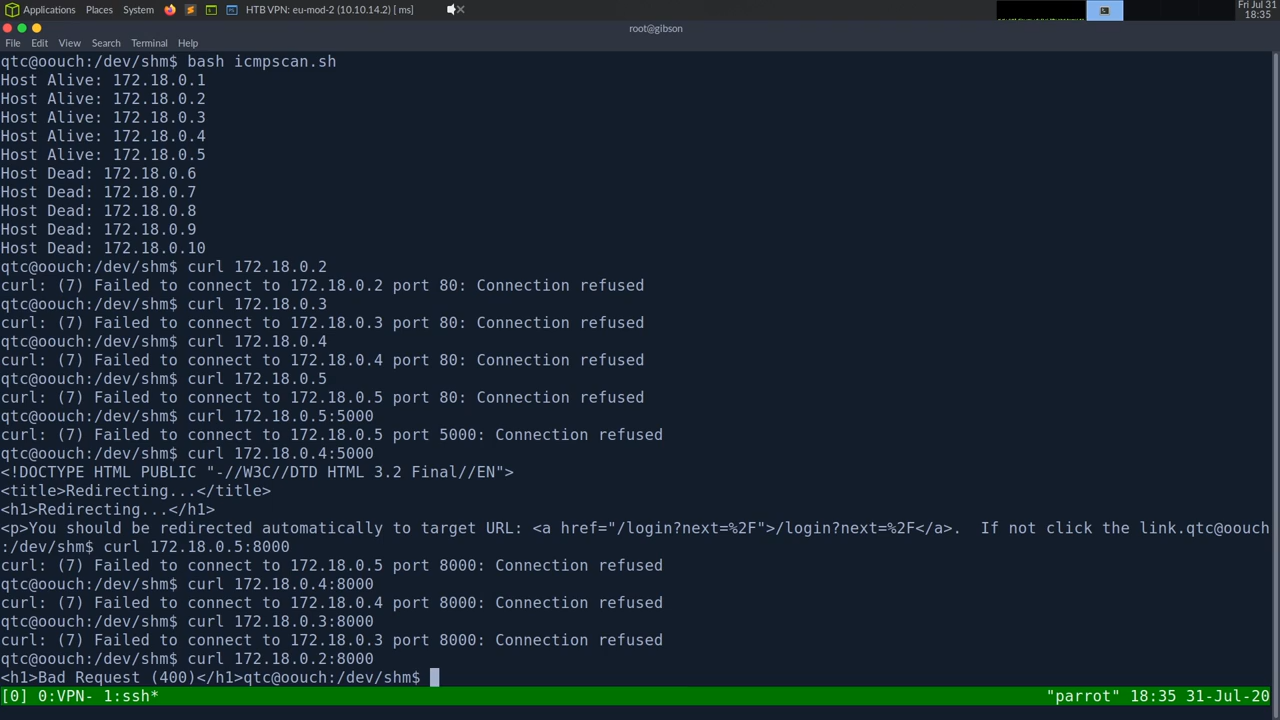 Applications Places System HTB VPN: eu-mod-2 (10.10.14.2) [ ms] Fri Jul 31
18:35
root@gibson
File Edit View Search Terminal Help
qtc@oouch:/dev/shm$ bash icmpscan.sh
Host Alive: 172.18.0.1
Host Alive: 172.18.0.2
Host Alive: 172.18.0.3
Host Alive: 172.18.0.4
Host Alive: 172.18.0.5
Host Dead: 172.18.0.6
Host Dead: 172.18.0.7
Host Dead: 172.18.0.8
Host Dead: 172.18.0.9
Host Dead: 172.18.0.10
qtc@oouch:/dev/shm$ curl 172.18.0.2
curl: (7) Failed to connect to 172.18.0.2 port 80: Connection refused
qtc@oouch:/dev/shm$ curl 172.18.0.3
curl: (7) Failed to connect to 172.18.0.3 port 80: Connection refused
qtc@oouch:/dev/shm$ curl 172.18.0.4
curl: (7) Failed to connect to 172.18.0.4 port 80: Connection refused
qtc@oouch:/dev/shm$ curl 172.18.0.5
curl: (7) Failed to connect to 172.18.0.5 port 80: Connection refused
qtc@oouch:/dev/shm$ curl 172.18.0.5:5000
curl: (7) Failed to connect to 172.18.0.5 port 5000: Connection refused
qtc@oouch:/dev/shm$ curl 172.18.0.4:5000
<!DOCTYPE HTML PUBLIC "-//W3C//DTD HTML 3.2 Final//EN">
<title>Redirecting...</title>
<h1>Redirecting...</h1>
<p>You should be redirected automatically to target URL: <a href="/login?next=%2F">/login?next=%2F</a>.  If not click the link.qtc@oouch
:/dev/shm$ curl 172.18.0.5:8000
curl: (7) Failed to connect to 172.18.0.5 port 8000: Connection refused
qtc@oouch:/dev/shm$ curl 172.18.0.4:8000
curl: (7) Failed to connect to 172.18.0.4 port 8000: Connection refused
qtc@oouch:/dev/shm$ curl 172.18.0.3:8000
curl: (7) Failed to connect to 172.18.0.3 port 8000: Connection refused
qtc@oouch:/dev/shm$ curl 172.18.0.2:8000
<h1>Bad Request (400)</h1>qtc@oouch:/dev/shm$
[0] 0:VPN- 1:ssh* "parrot" 18:35 31-Jul-20